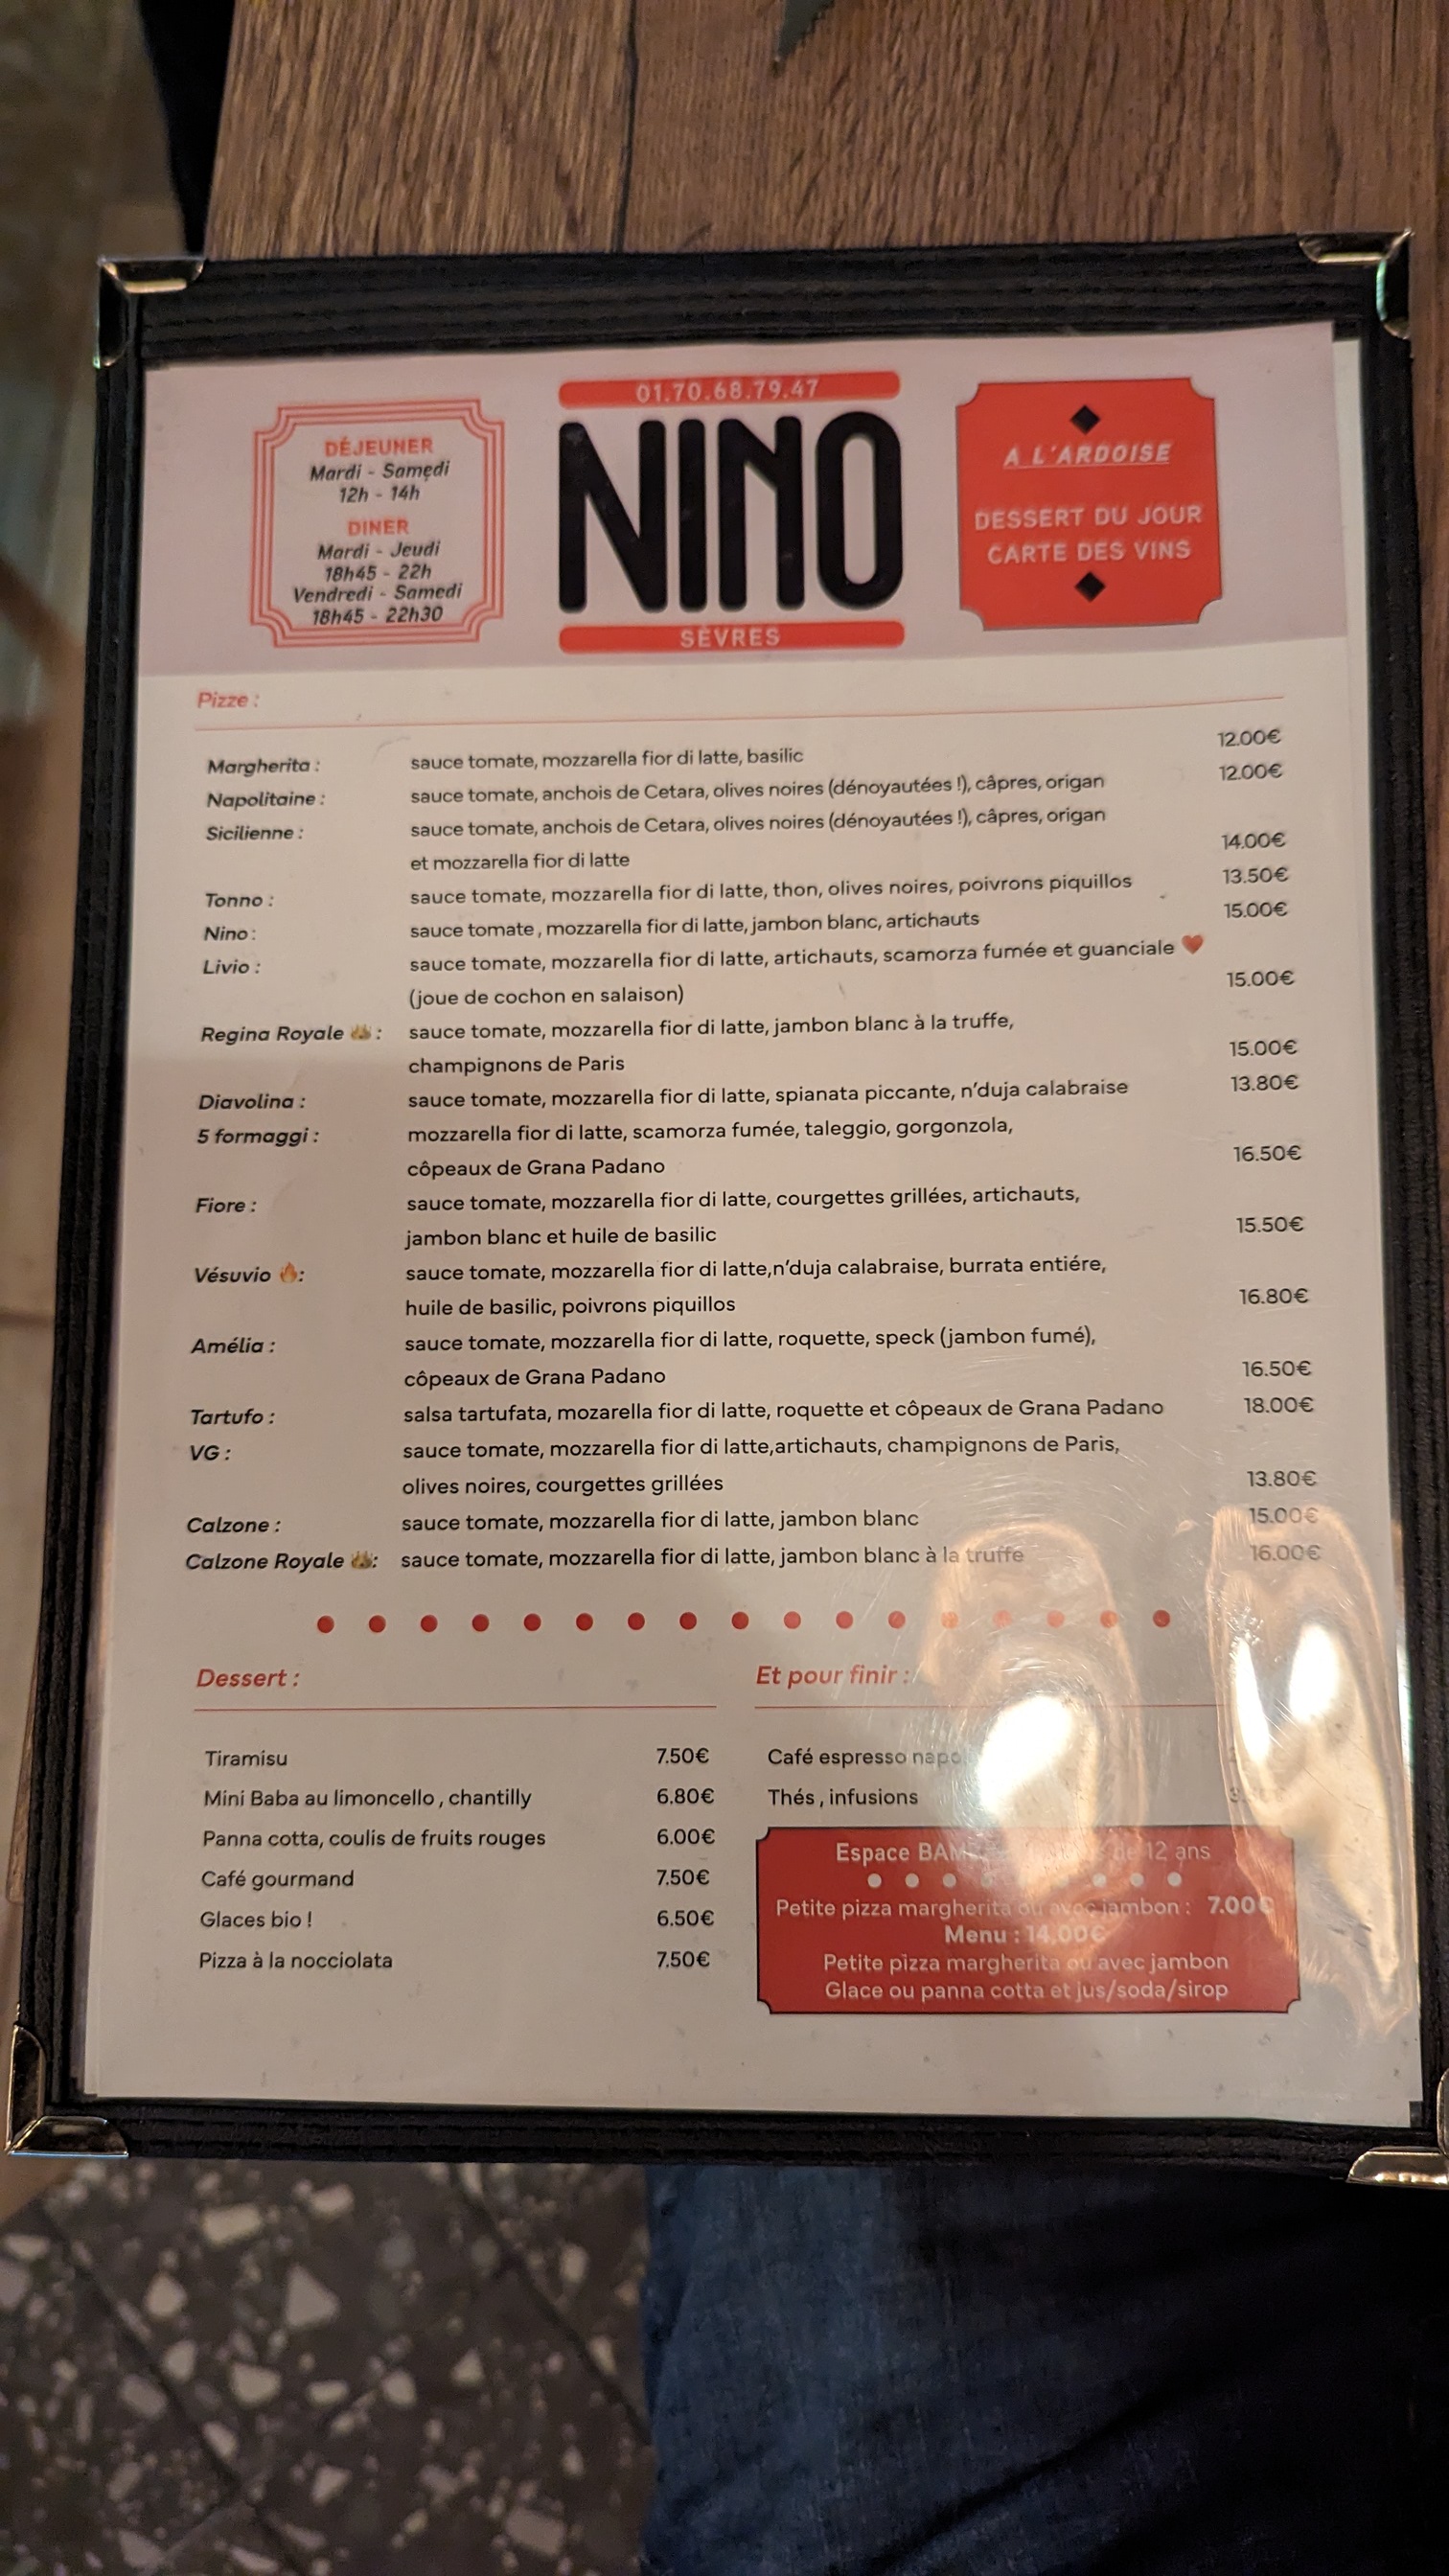 01.70.68.79.47
NINO
SÈVRES
DÉJEUNER
Mardi - Samedi
12h - 14h
DINER
Mardi - Jeudi
18h45 - 22h
Vendredi - Samedi
18h45 - 22h30
A L'ARDOISE
DESSERT DU JOUR
CARTE DES VINS
Pizze :
Margherita : sauce tomate, mozzarella fior di latte, basilic 12.00€
Napolitaine : sauce tomate, anchois de Cetara, olives noires (dénoyautées !), câpres, origan 12.00€
Sicilienne : sauce tomate, anchois de Cetara, olives noires (dénoyautées !), câpres, origan
et mozzarella fior di latte 14.00€
Tonno : sauce tomate, mozzarella fior di latte, thon, olives noires, poivrons piquillos 13.50€
Nino : sauce tomate , mozzarella fior di latte, jambon blanc, artichauts 15.00€
Livio : sauce tomate, mozzarella fior di latte, artichauts, scamorza fumée et guanciale ❤️
(joue de cochon en salaison) 15.00€
Regina Royale 👑 : sauce tomate, mozzarella fior di latte, jambon blanc à la truffe,
champignons de Paris 15.00€
Diavolina : sauce tomate, mozzarella fior di latte, spianata piccante, n'duja calabraise 13.80€
5 formaggi : mozzarella fior di latte, scamorza fumée, taleggio, gorgonzola,
côpeaux de Grana Padano 16.50€
Fiore : sauce tomate, mozzarella fior di latte, courgettes grillées, artichauts,
jambon blanc et huile de basilic 15.50€
Vésuvio 🔥: sauce tomate, mozzarella fior di latte,n'duja calabraise, burrata entiére,
huile de basilic, poivrons piquillos 16.80€
Amélia : sauce tomate, mozzarella fior di latte, roquette, speck (jambon fumé),
côpeaux de Grana Padano 16.50€
Tartufo : salsa tartufata, mozarella fior di latte, roquette et côpeaux de Grana Padano 18.00€
VG : sauce tomate, mozzarella fior di latte,artichauts, champignons de Paris,
olives noires, courgettes grillées 13.80€
Calzone : sauce tomate, mozzarella fior di latte, jambon blanc 15.00€
Calzone Royale 👑: sauce tomate, mozzarella fior di latte, jambon blanc à la truffe 16.00€
Dessert :
Tiramisu 7.50€
Mini Baba au limoncello , chantilly 6.80€
Panna cotta, coulis de fruits rouges 6.00€
Café gourmand 7.50€
Glaces bio ! 6.50€
Pizza à la nocciolata 7.50€
Et pour finir :
Café espresso
Thés , infusions
Espace 12 ans
Petite pizza margherita ou avec jambon : 7.00€
Menu : 14.00€
Petite pizza margherita ou avec jambon
Glace ou panna cotta et jus/soda/sirop